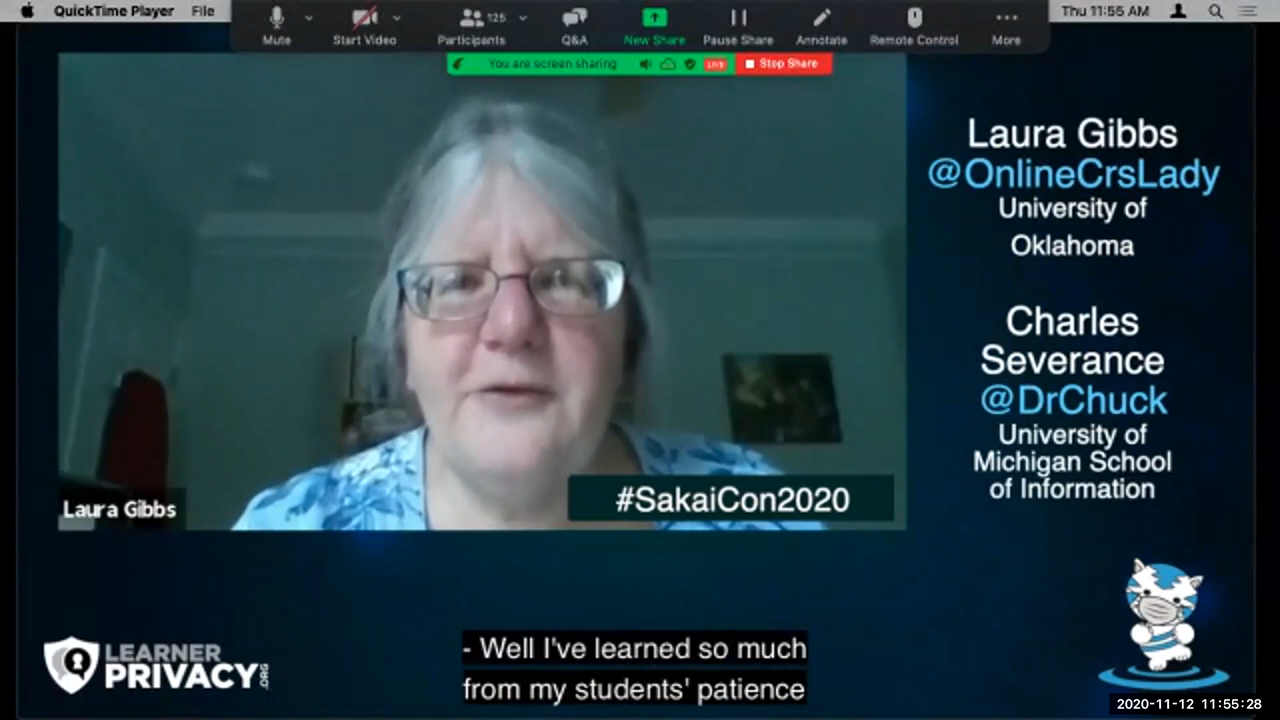 QuickTime Player File
125
Thu 11:55 AM
Mute
Start Video
Participants
Q&A
New Share
Pause Share
Annotate
Remote Control
More
You are screen sharing
LIVE
Stop Share
Laura Gibbs
@OnlineCrsLady
University of
Oklahoma
Charles
Severance
@DrChuck
University of
Michigan School
of Information
Laura Gibbs
#SakaiCon2020
LEARNER
PRIVACY.ORG
- Well I've learned so much
from my students' patience
2020-11-12 11:55:28